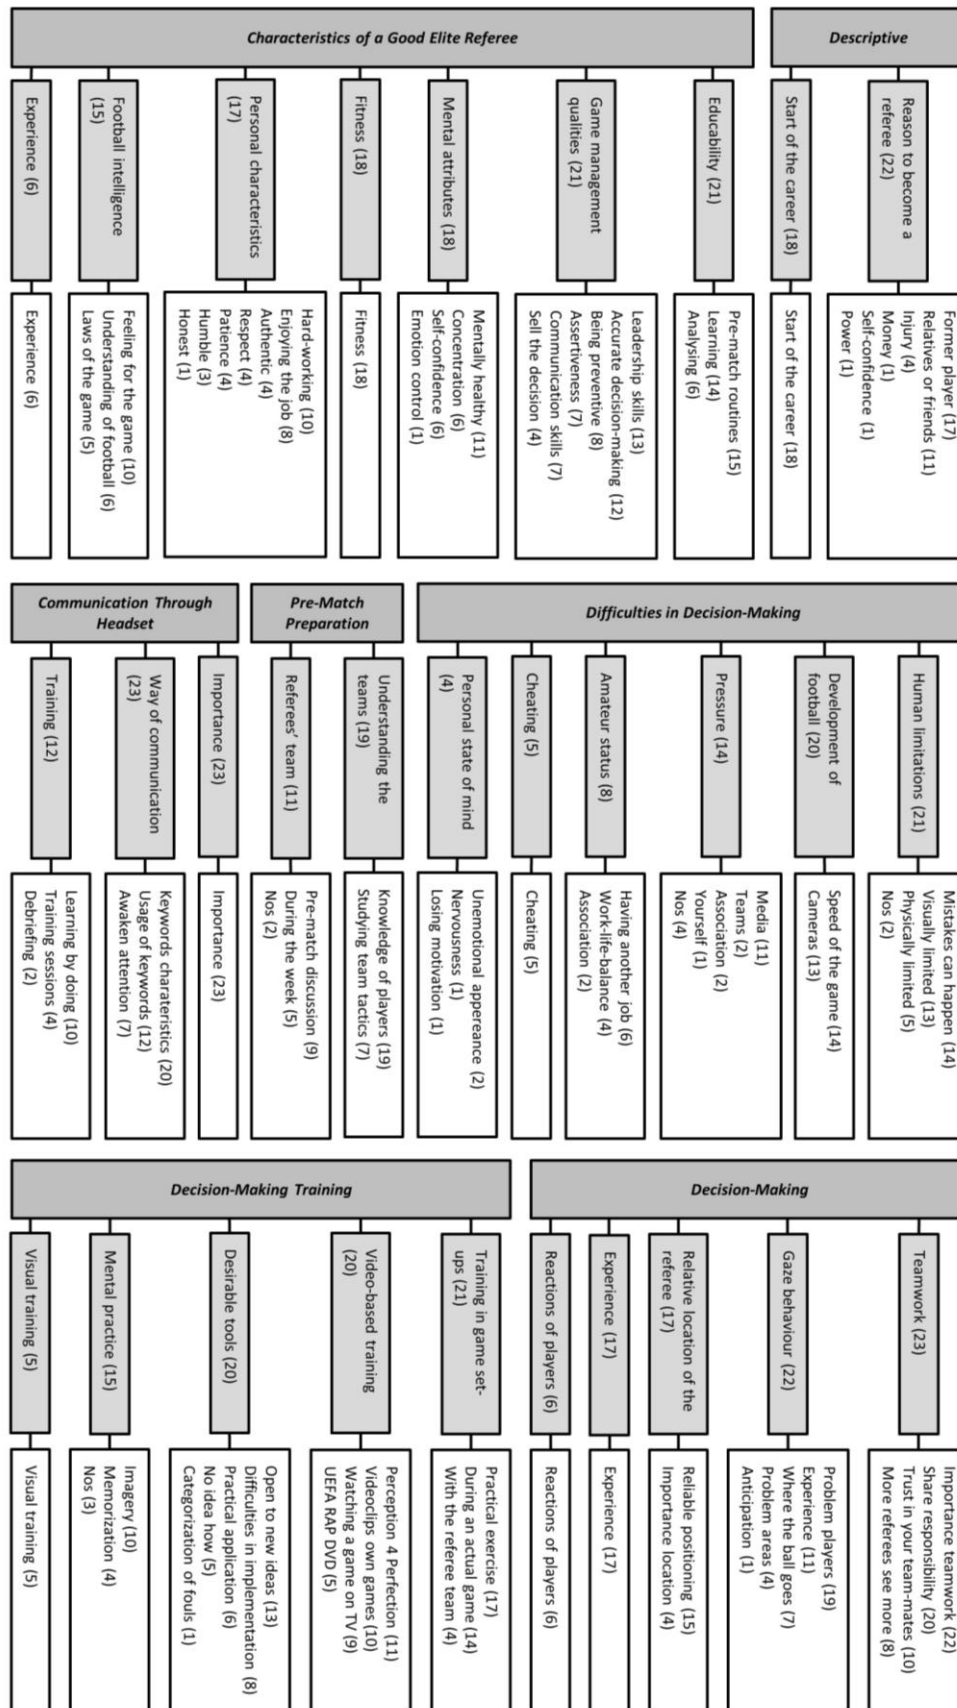 Descriptive
Reason to become a
referee (22)
Former player (17)
Relatives or friends (11)
Injury (4)
Money (1)
Self-confidence (1)
Power (1)
Start of the career (18)
Start of the career (18)
Characteristics of a Good Elite Referee
Educability (21)
Pre-match routines (15)
Learning (14)
Analysing (6)
Game management
qualities (21)
Leadership skills (13)
Accurate decision-making (12)
Being preventive (8)
Assertiveness (7)
Communication skills (7)
Sell the decision (4)
Mental attributes (18)
Mentally healthy (11)
Concentration (6)
Self-confidence (6)
Emotion control (1)
Fitness (18)
Fitness (18)
Personal characteristics
(17)
Hard-working (10)
Enjoying the job (8)
Authentic (4)
Respect (4)
Patience (4)
Humble (3)
Honest (1)
Football intelligence
(15)
Feeling for the game (10)
Understanding of football (6)
Laws of the game (5)
Experience (6)
Experience (6)
Difficulties in Decision-Making
Human limitations (21)
Mistakes can happen (14)
Visually limited (13)
Physically limited (5)
Nos (2)
Development of
football (20)
Speed of the game (14)
Cameras (13)
Pressure (14)
Media (11)
Teams (2)
Association (2)
Yourself (1)
Nos (4)
Amateur status (8)
Having another job (6)
Work-life-balance (4)
Association (2)
Cheating (5)
Cheating (5)
Personal state of mind
(4)
Unemotional appereance (2)
Nervousness (1)
Losing motivation (1)
Pre-Match
Preparation
Understanding the
teams (19)
Knowledge of players (19)
Studying team tactics (7)
Referees' team (11)
Pre-match discussion (9)
During the week (5)
Nos (2)
Communication Through
Headset
Importance (23)
Importance (23)
Way of communication
(23)
Keywords charateristics (20)
Usage of keywords (12)
Awaken attention (7)
Training (12)
Learning by doing (10)
Training sessions (4)
Debriefing (2)
Decision-Making
Teamwork (23)
Importance teamwork (22)
Share responsibility (20)
Trust in your team-mates (10)
More referees see more (8)
Gaze behaviour (22)
Problem players (19)
Experience (11)
Where the ball goes (7)
Problem areas (4)
Anticipation (1)
Relative location of the
referee (17)
Reliable positioning (15)
Importance location (4)
Experience (17)
Experience (17)
Reactions of players (6)
Reactions of players (6)
Decision-Making Training
Training in game set-
ups (21)
Practical exercise (17)
During an actual game (14)
With the referee team (4)
Video-based training
(20)
Perception 4 Perfection (11)
Videoclips own games (10)
Watching a game on TV (9)
UEFA RAP DVD (5)
Desirable tools (20)
Open to new ideas (13)
Difficulties in implementation (8)
Practical application (6)
No idea how (5)
Categorization of fouls (1)
Mental practice (15)
Imagery (10)
Memorization (4)
Nos (3)
Visual training (5)
Visual training (5)